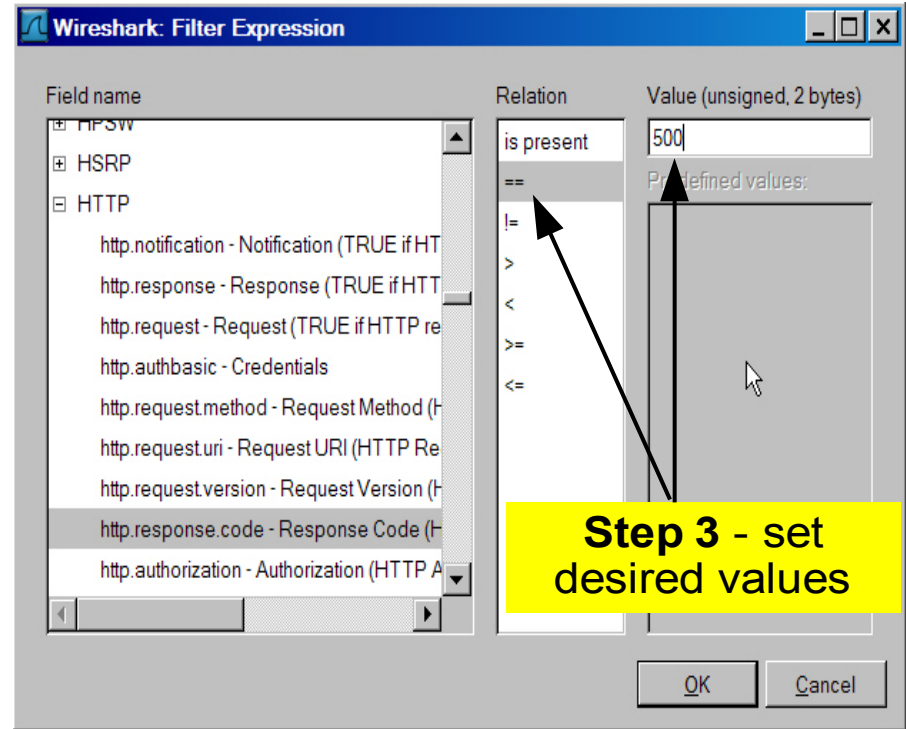 Wireshark: Filter Expression
Field name
Relation
Value (unsigned, 2 bytes)
HPSW
HSRP
HTTP
http.notification - Notification (TRUE if HT
http.response - Response (TRUE if HTT
http.request - Request (TRUE if HTTP re
http.authbasic - Credentials
http.request.method - Request Method (H
http.request.uri - Request URI (HTTP Re
http.request.version - Request Version (H
http.response.code - Response Code (H
http.authorization - Authorization (HTTP A
is present
==
!=
>
<
>=
<=
500
Predefined values:
Step 3 - set
desired values
OK
Cancel